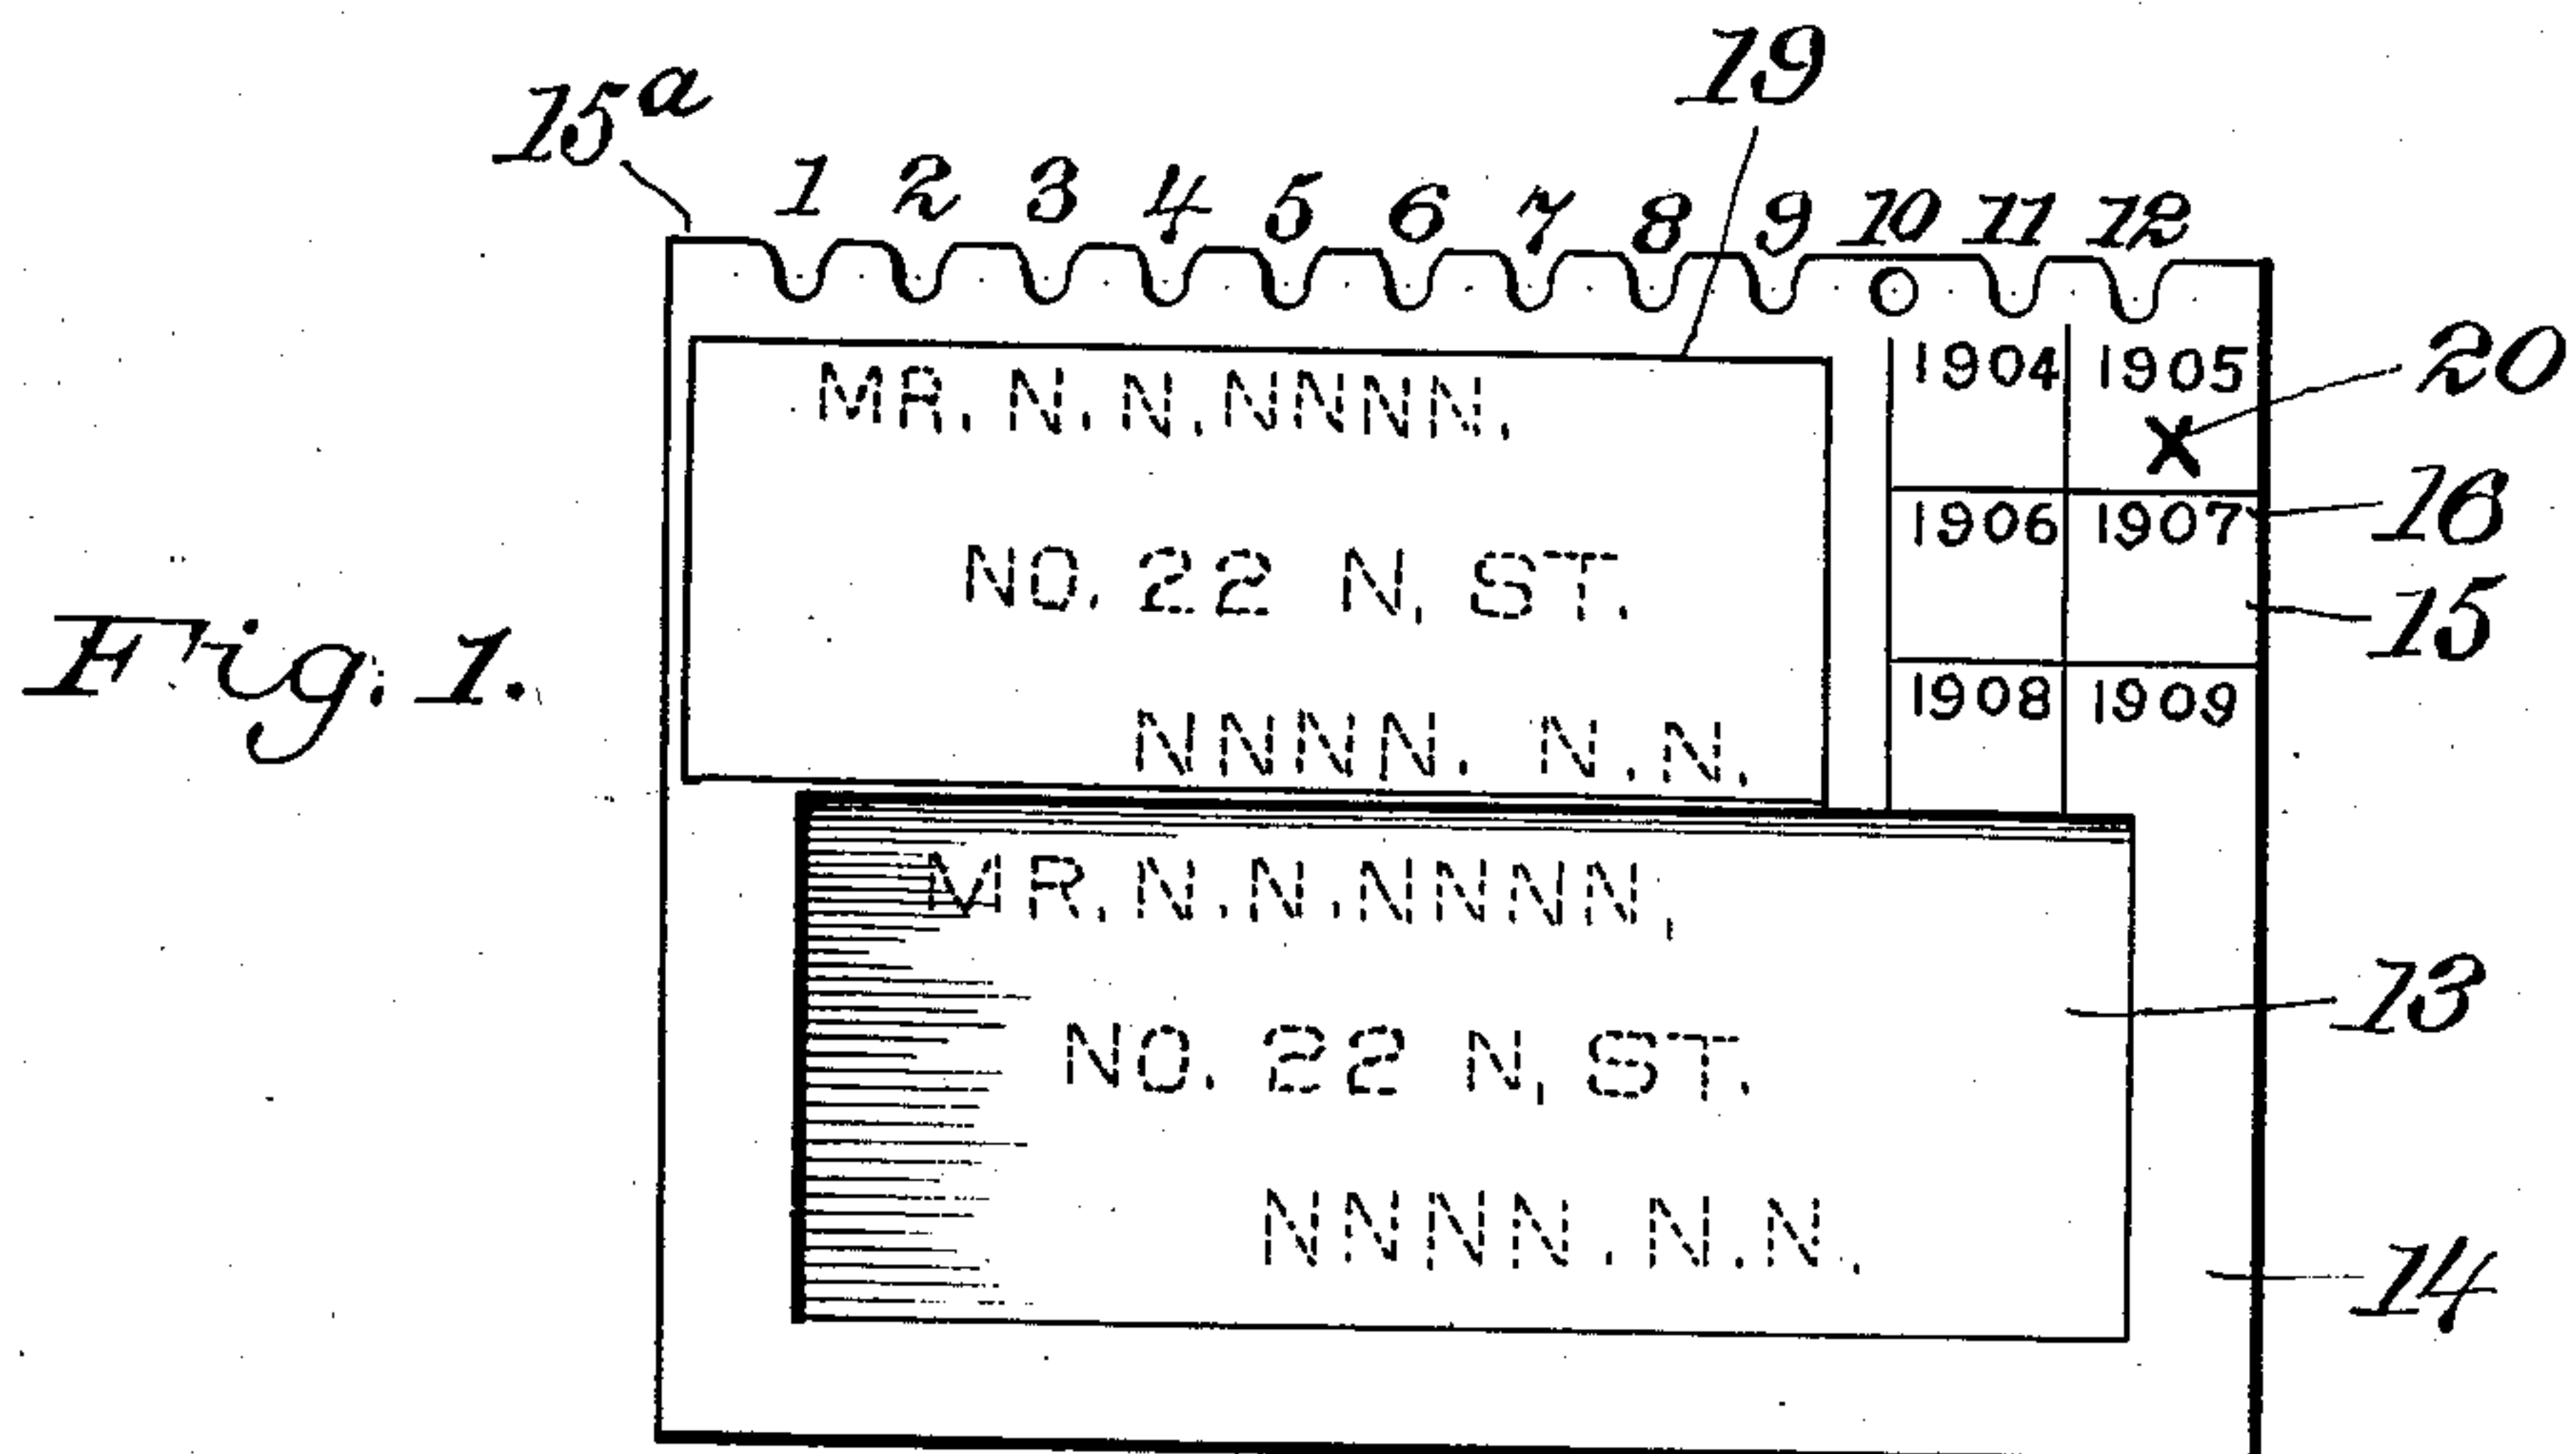 19
15a
1 2 3 4 5 6 7 8 9 10 11 12
1904 1905
20
MR. N. N. NNNN.
16
1906 1907
NO. 22 N, ST.
15
Fig. 1.
1908 1909
NNNN. N.N.
MR. N.N.NNNN,
13
NO. 22 N, ST.
NNNN.N.N.
14